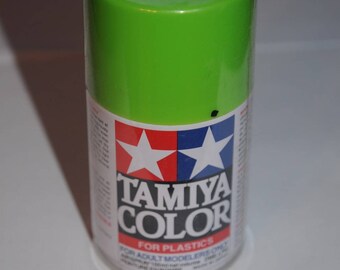 TAMIYA
COLOR
FOR PLASTICS
FOR ADULT MODELERS ONLY